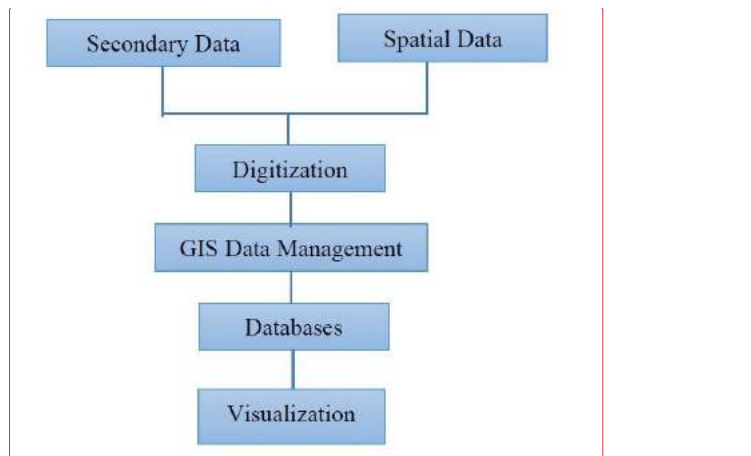 Secondary Data
Spatial Data
Digitization
GIS Data Management
Databases
Visualization